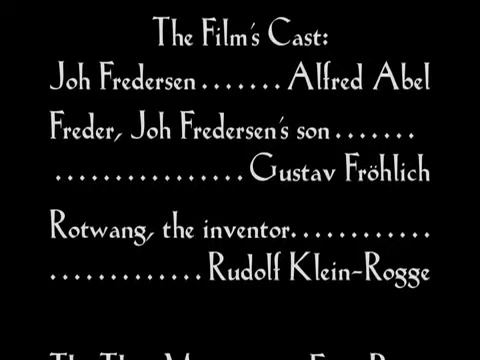 The Film's Cast:
Joh Fredersen.......Alfred Abel
Freder, Joh Fredersen's son.......
................Gustav Fröhlich
Rotwang, the inventor............
.............Rudolf Klein-Rogge